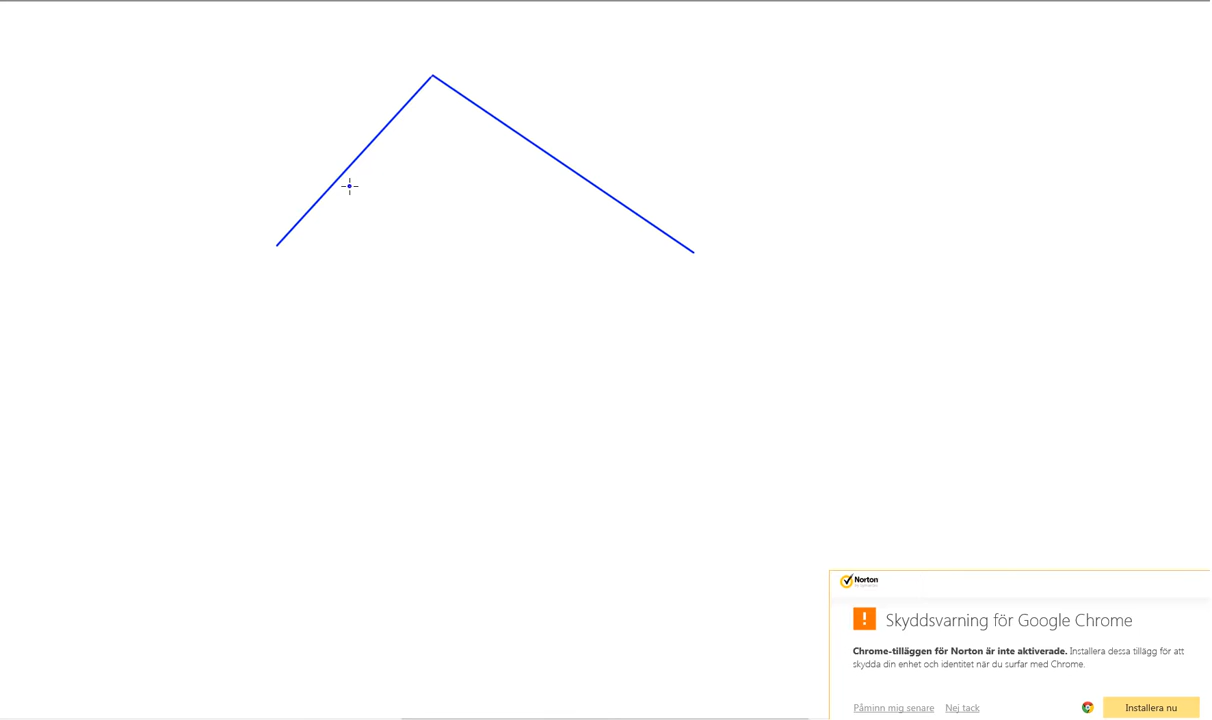 Norton
Skyddsvarning för Google Chrome
Chrome-tilläggen för Norton är inte aktiverade. Installera dessa tillägg för att
skydda din enhet och identitet när du surfar med Chrome.
Påminn mig senare Nej tack Installera nu